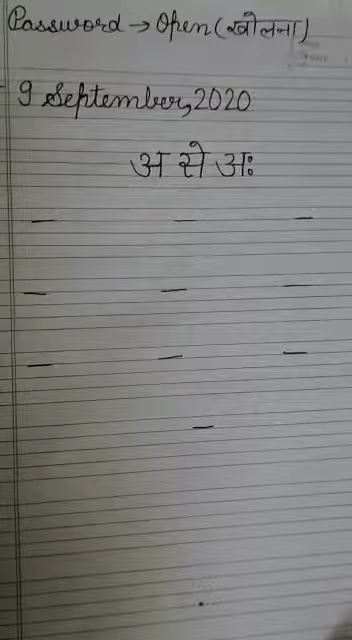 Password → Open (खोलना)
9 September, 2020
अ से अः
— — —
— — —
— — —
—